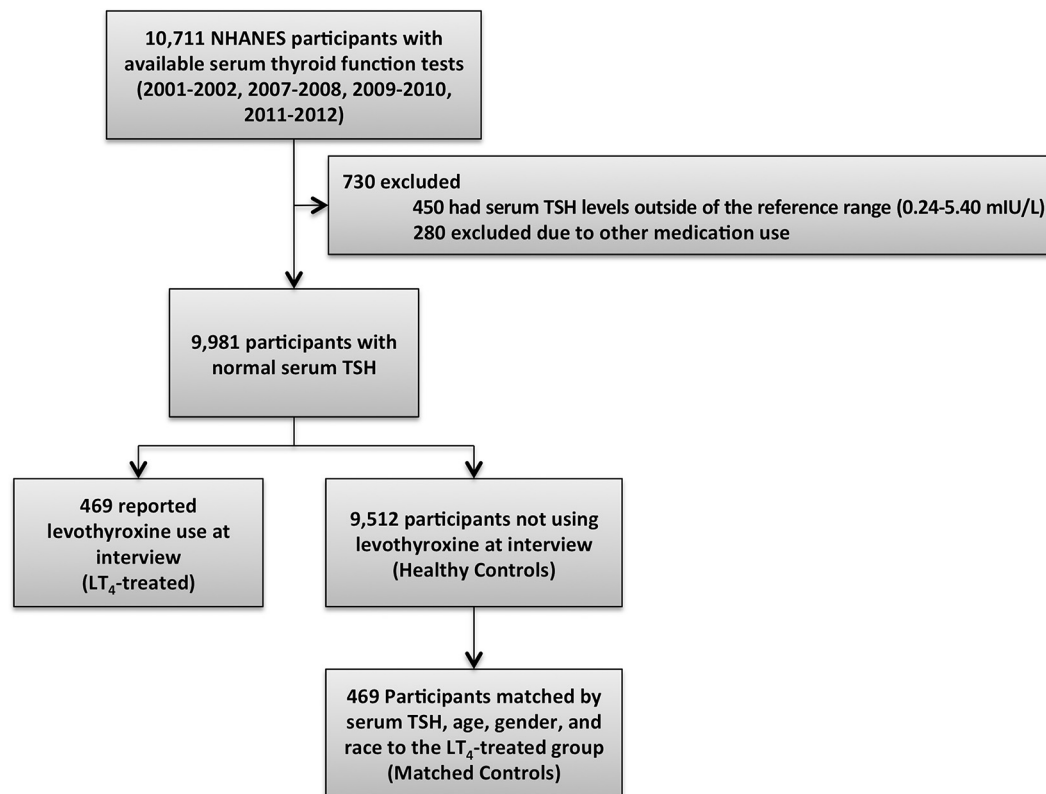 10,711 NHANES participants with
available serum thyroid function tests
(2001-2002, 2007-2008, 2009-2010,
2011-2012)
730 excluded
450 had serum TSH levels outside of the reference range (0.24-5.40 mIU/L)
280 excluded due to other medication use
9,981 participants with
normal serum TSH
469 reported
levothyroxine use at
interview
(LT₄-treated)
9,512 participants not using
levothyroxine at interview
(Healthy Controls)
469 Participants matched by
serum TSH, age, gender, and
race to the LT₄-treated group
(Matched Controls)